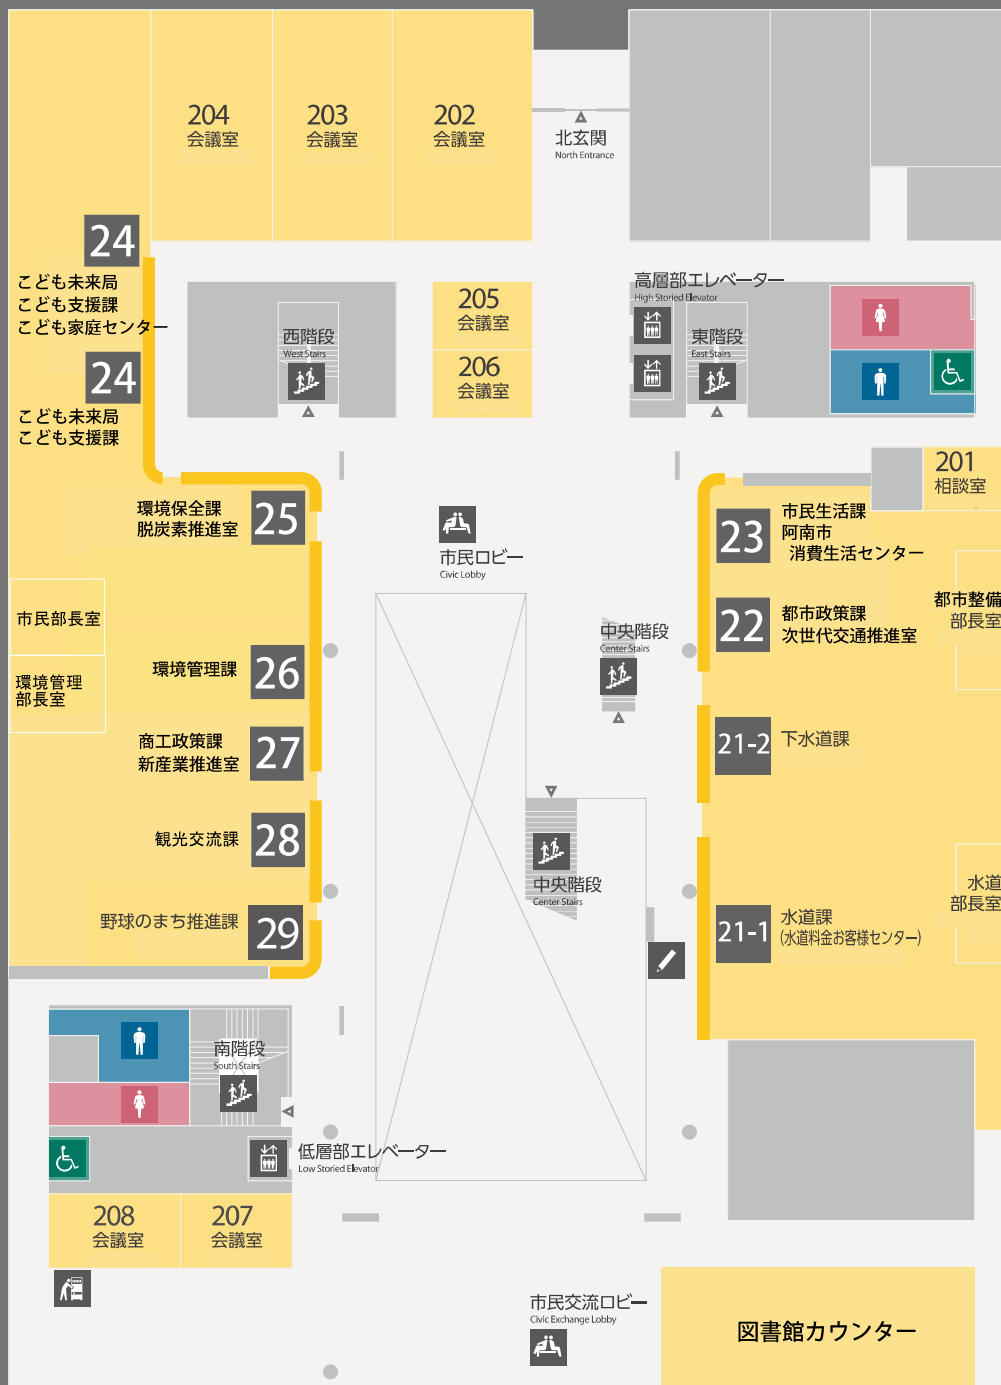 204
会議室
203
会議室
202
会議室
北玄関
North Entrance
24
こども未来局
こども支援課
こども家庭センター
24
こども未来局
こども支援課
西階段
West Stairs
205
会議室
206
会議室
高層部エレベーター
High Storied Elevator
東階段
East Stairs
201
相談室
環境保全課
脱炭素推進室
25
市民ロビー
Civic Lobby
23
市民生活課
阿南市
消費生活センター
市民部長室
環境管理
部長室
環境管理課
26
中央階段
Center Stairs
22
都市政策課
次世代交通推進室
都市整備
部長室
商工政策課
新産業推進室
27
21-2
下水道課
観光交流課
28
中央階段
Center Stairs
水道
部長室
野球のまち推進課
29
21-1
水道課
(水道料金お客様センター)
南階段
South Stairs
低層部エレベーター
Low Storied Elevator
208
会議室
207
会議室
市民交流ロビー
Civic Exchange Lobby
図書館カウンター